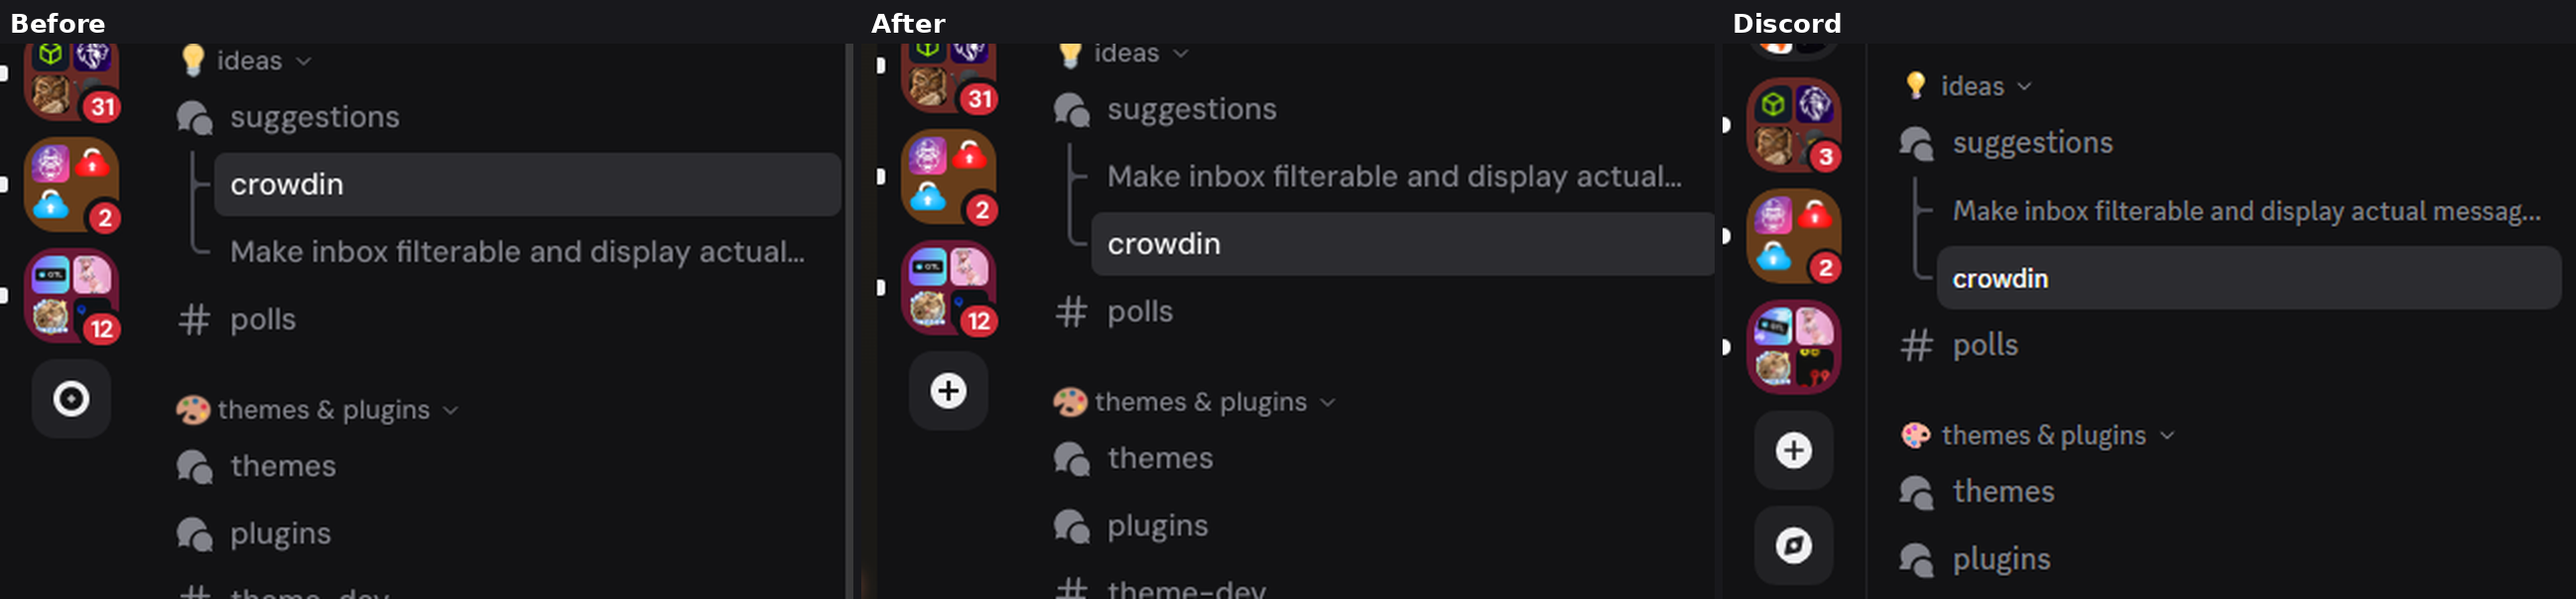 Before
ideas
31
suggestions
crowdin
2
Make inbox filterable and display actual...
12
polls
themes & plugins
themes
plugins
theme-dev
After
ideas
31
suggestions
Make inbox filterable and display actual...
2
crowdin
12
polls
themes & plugins
themes
plugins
theme-dev
Discord
ideas
3
suggestions
Make inbox filterable and display actual messag...
2
crowdin
polls
themes & plugins
themes
plugins